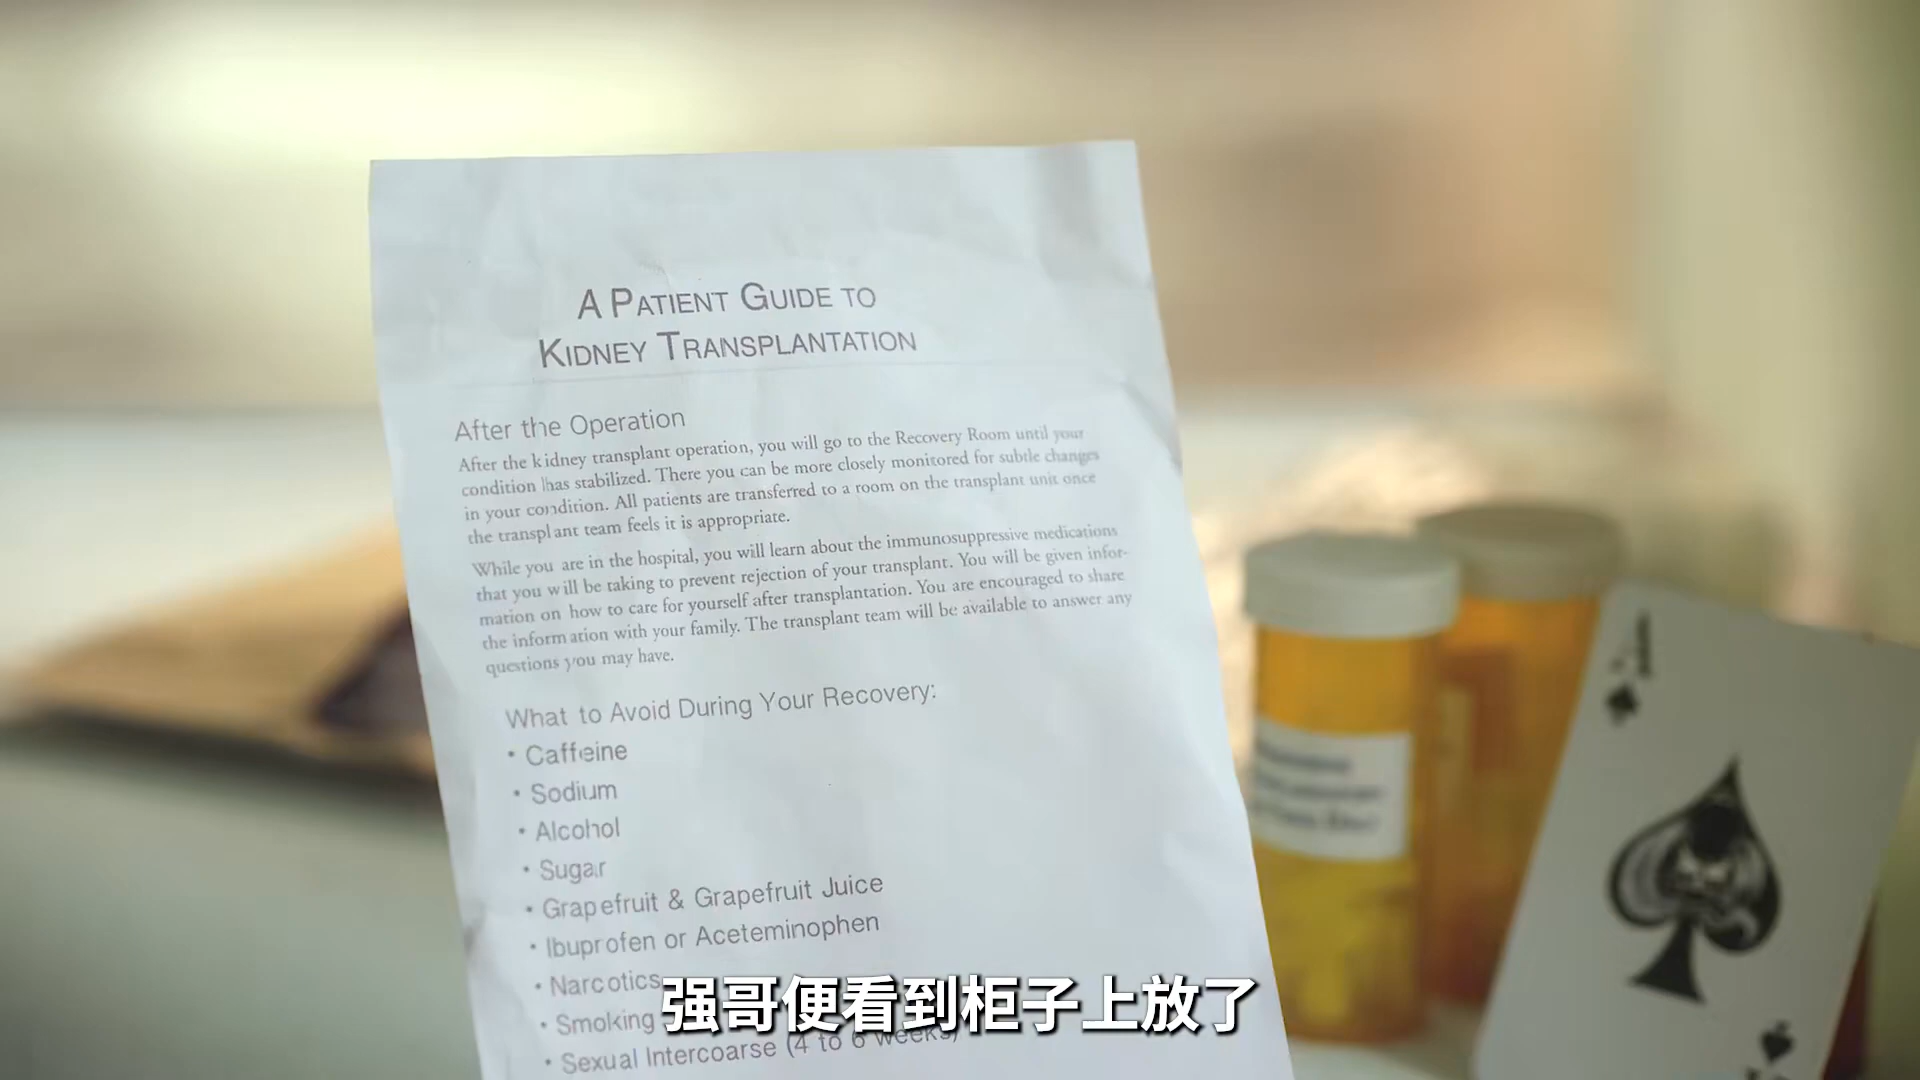 A PATIENT GUIDE TO
KIDNEY TRANSPLANTATION
After the Operation
After the kidney transplant operation, you will go to the Recovery Room until your
condition has stabilized. There you can be more closely monitored for subtle changes
in your condition. All patients are transferred to a room on the transplant unit once
the transplant team feels it is appropriate.
While you are in the hospital, you will learn about the immunosuppressive medications
that you will be taking to prevent rejection of your transplant. You will be given infor-
mation on how to care for yourself after transplantation. You are encouraged to share
the information with your family. The transplant team will be available to answer any
questions you may have.
What to Avoid During Your Recovery:
• Caffeine
• Sodium
• Alcohol
• Sugar
• Grapefruit & Grapefruit Juice
• Ibuprofen or Aceteminophen
• Narcotics
• Smoking
• Sexual Intercoarse (4 to 6 weeks)
强哥便看到柜子上放了